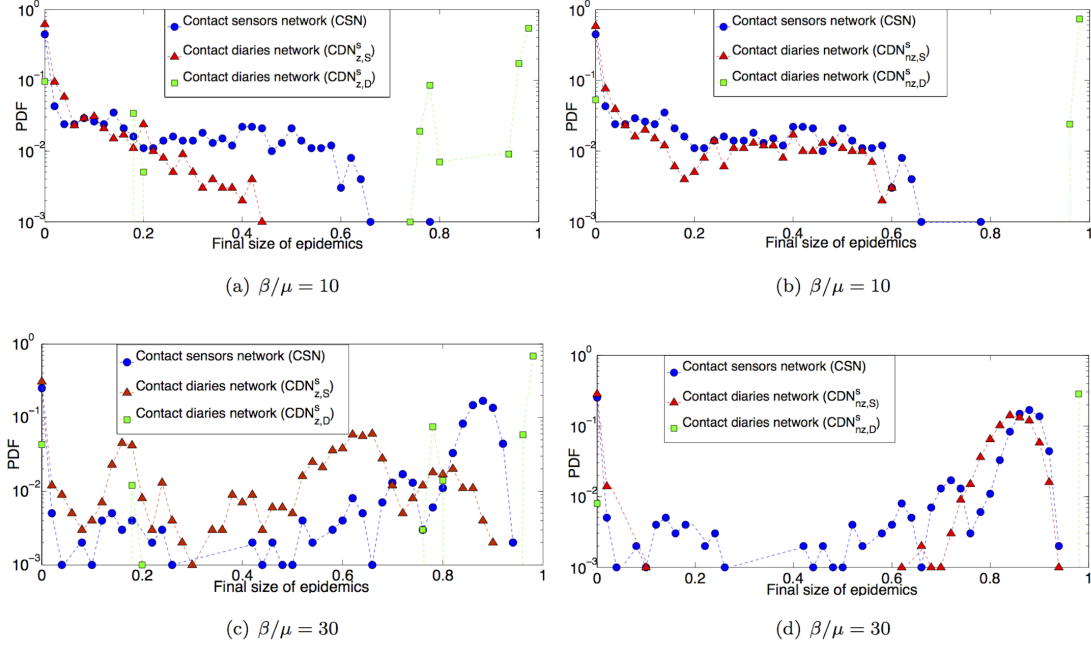 10^0
10^-1
10^-2
10^-3
PDF
Contact sensors network (CSN)
Contact diaries network (CDN^s_z,S)
Contact diaries network (CDN^s_z,D)
0 0.2 0.4 0.6 0.8 1
Final size of epidemics
(a) β/μ = 10
10^0
10^-1
10^-2
10^-3
PDF
Contact sensors network (CSN)
Contact diaries network (CDN^s_nz,S)
Contact diaries network (CDN^s_nz,D)
0 0.2 0.4 0.6 0.8 1
Final size of epidemics
(b) β/μ = 10
10^0
10^-1
10^-2
10^-3
PDF
Contact sensors network (CSN)
Contact diaries network (CDN^s_z,S)
Contact diaries network (CDN^s_z,D)
0 0.2 0.4 0.6 0.8 1
Final size of epidemics
(c) β/μ = 30
10^0
10^-1
10^-2
10^-3
PDF
Contact sensors network (CSN)
Contact diaries network (CDN^s_nz,S)
Contact diaries network (CDN^s_nz,D)
0 0.2 0.4 0.6 0.8 1
Final size of epidemics
(d) β/μ = 30